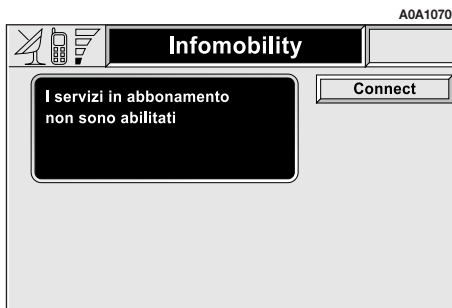 A0A1070
Infomobility
I servizi in abbonamento
non sono abilitati
Connect